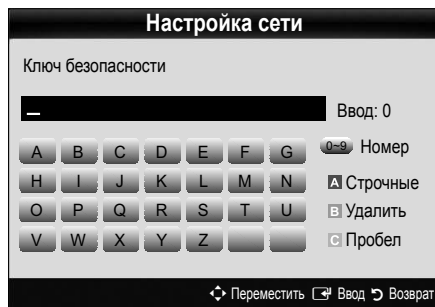 Настройка сети
Ключ безопасности
_ Ввод: 0
A B C D E F G 0~9 Номер
H I J K L M N A Строчные
O P Q R S T U B Удалить
V W X Y Z C Пробел
Переместить Ввод Возврат